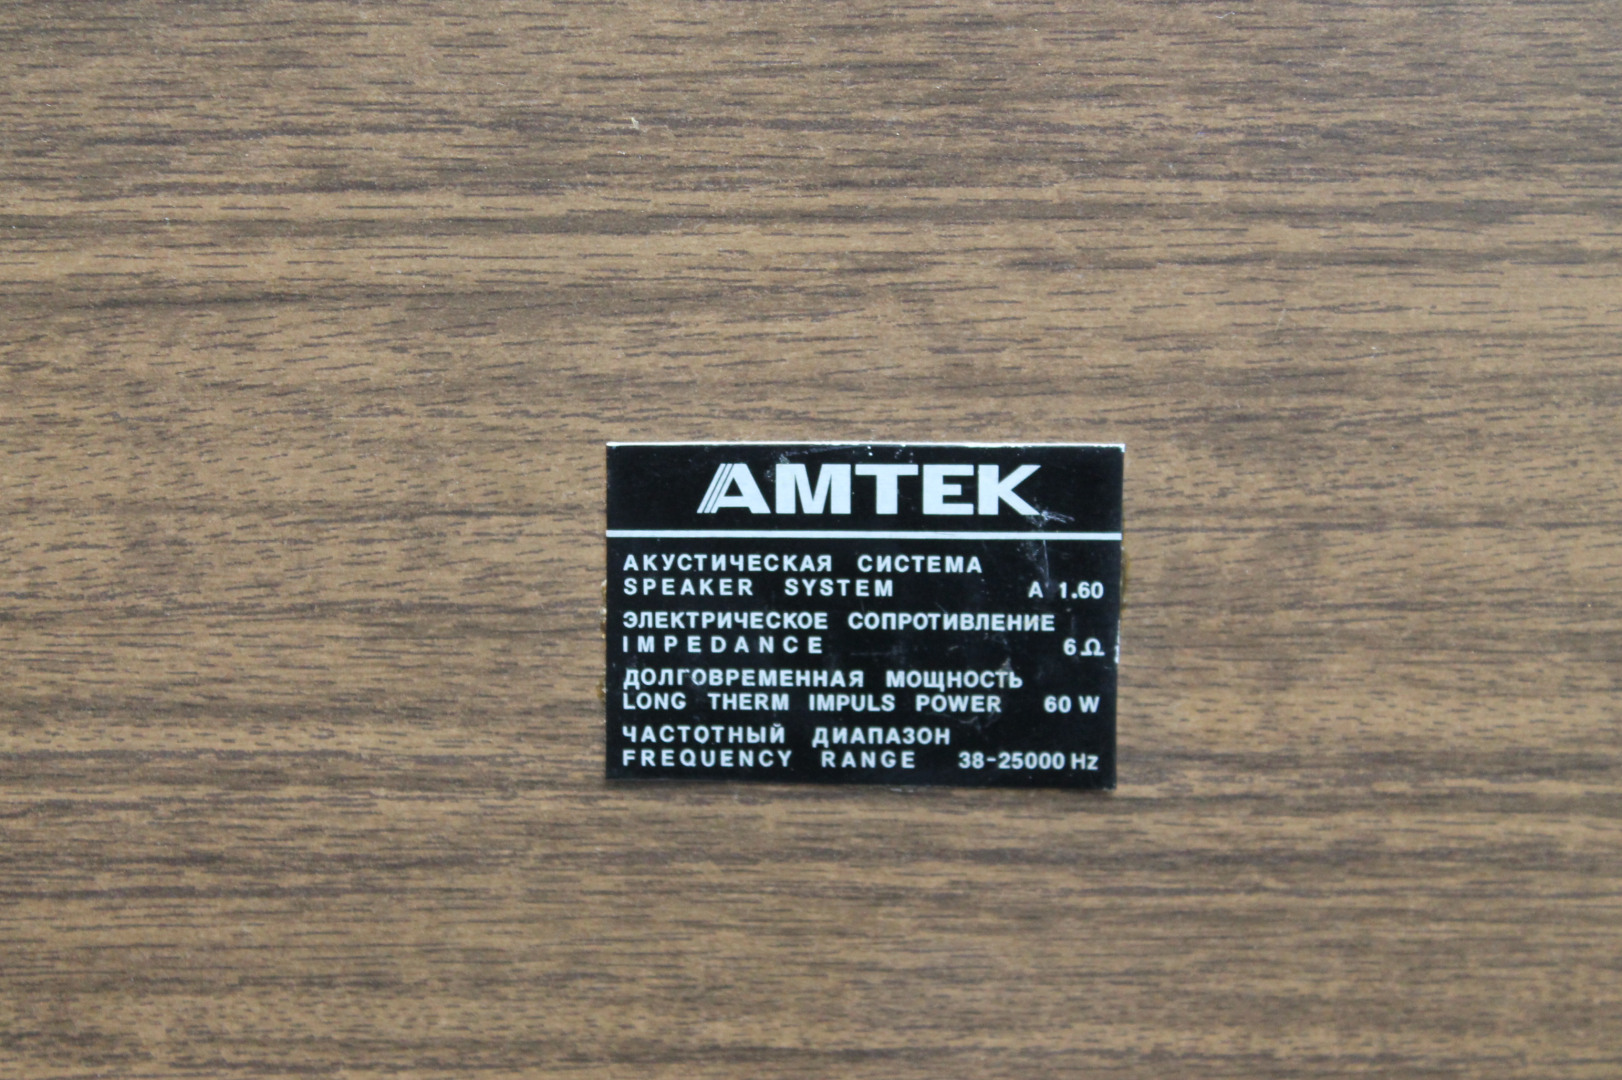 AMTEK
АКУСТИЧЕСКАЯ СИСТЕМА
SPEAKER SYSTEM A 1.60
ЭЛЕКТРИЧЕСКОЕ СОПРОТИВЛЕНИЕ
IMPEDANCE 6Ω
ДОЛГОВРЕМЕННАЯ МОЩНОСТЬ
LONG THERM IMPULS POWER 60 W
ЧАСТОТНЫЙ ДИАПАЗОН
FREQUENCY RANGE 38-25000 Hz